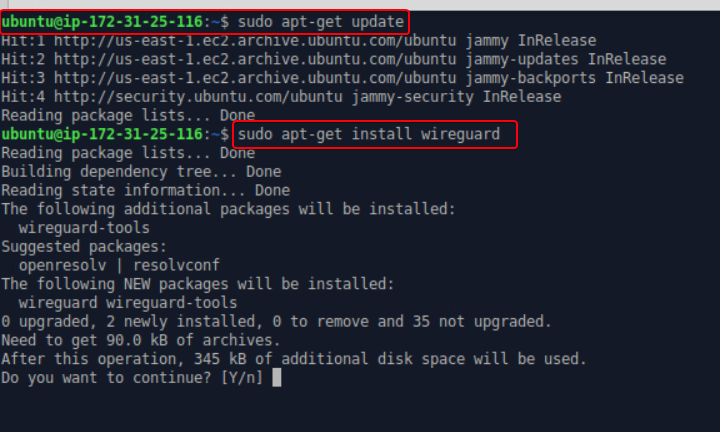 ubuntu@ip-172-31-25-116:~$ sudo apt-get update
Hit:1 http://us-east-1.ec2.archive.ubuntu.com/ubuntu jammy InRelease
Hit:2 http://us-east-1.ec2.archive.ubuntu.com/ubuntu jammy-updates InRelease
Hit:3 http://us-east-1.ec2.archive.ubuntu.com/ubuntu jammy-backports InRelease
Hit:4 http://security.ubuntu.com/ubuntu jammy-security InRelease
Reading package lists... Done
ubuntu@ip-172-31-25-116:~$ sudo apt-get install wireguard
Reading package lists... Done
Building dependency tree... Done
Reading state information... Done
The following additional packages will be installed:
  wireguard-tools
Suggested packages:
  openresolv | resolvconf
The following NEW packages will be installed:
  wireguard wireguard-tools
0 upgraded, 2 newly installed, 0 to remove and 35 not upgraded.
Need to get 90.0 kB of archives.
After this operation, 345 kB of additional disk space will be used.
Do you want to continue? [Y/n]